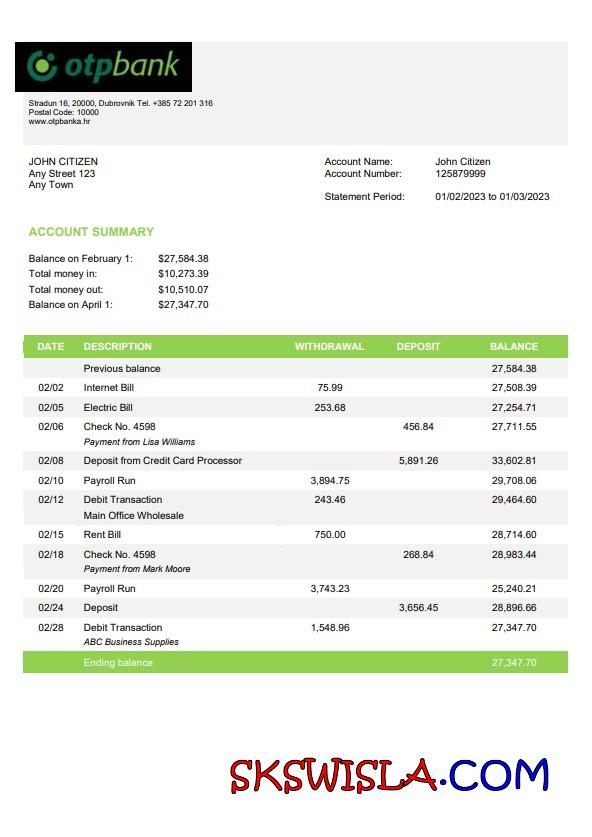 otpbank
Stradun 16, 20000, Dubrovnik Tel. +385 72 201 316
Postal Code: 10000
www.otpbanka.hr
JOHN CITIZEN
Any Street 123
Any Town
Account Name: John Citizen
Account Number: 125879999
Statement Period: 01/02/2023 to 01/03/2023
ACCOUNT SUMMARY
Balance on February 1: $27,584.38
Total money in: $10,273.39
Total money out: $10,510.07
Balance on April 1: $27,347.70
DATE DESCRIPTION WITHDRAWAL DEPOSIT BALANCE
Previous balance 27,584.38
02/02 Internet Bill 75.99 27,508.39
02/05 Electric Bill 253.68 27,254.71
02/06 Check No. 4598 456.84 27,711.55
Payment from Lisa Williams
02/08 Deposit from Credit Card Processor 5,891.26 33,602.81
02/10 Payroll Run 3,894.75 29,708.06
02/12 Debit Transaction 243.46 29,464.60
Main Office Wholesale
02/15 Rent Bill 750.00 28,714.60
02/18 Check No. 4598 268.84 28,983.44
Payment from Mark Moore
02/20 Payroll Run 3,743.23 25,240.21
02/24 Deposit 3,656.45 28,896.66
02/28 Debit Transaction 1,548.96 27,347.70
ABC Business Supplies
Ending balance 27,347.70
SKSWISLA.COM